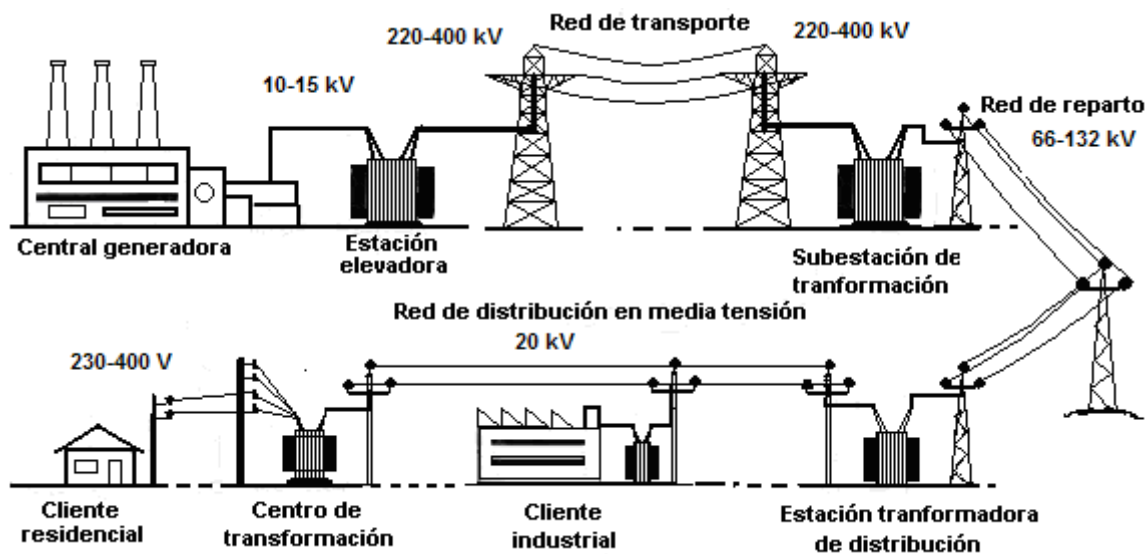 Red de transporte
220-400 kV
220-400 kV
10-15 kV
Red de reparto
66-132 kV
Central generadora
Estación
elevadora
Subestación de
tranformación
Red de distribución en media tensión
20 kV
230-400 V
Cliente
residencial
Centro de
transformación
Cliente
industrial
Estación tranformadora
de distribución